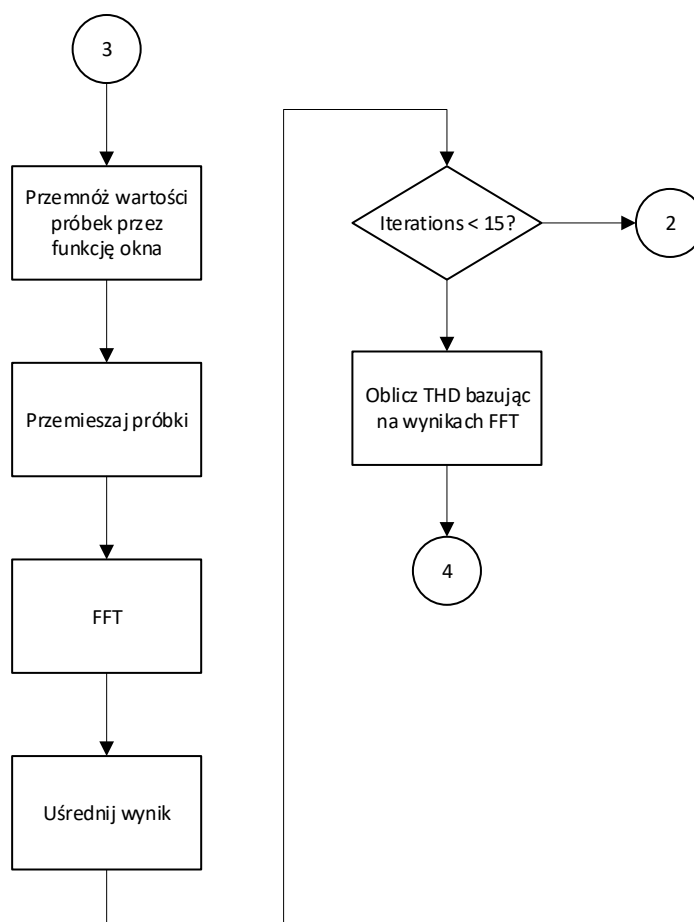 3
Przemnóż wartości
próbek przez
funkcję okna
Przemieszaj próbki
FFT
Uśrednij wynik
Iterations < 15?
2
Oblicz THD bazując
na wynikach FFT
4